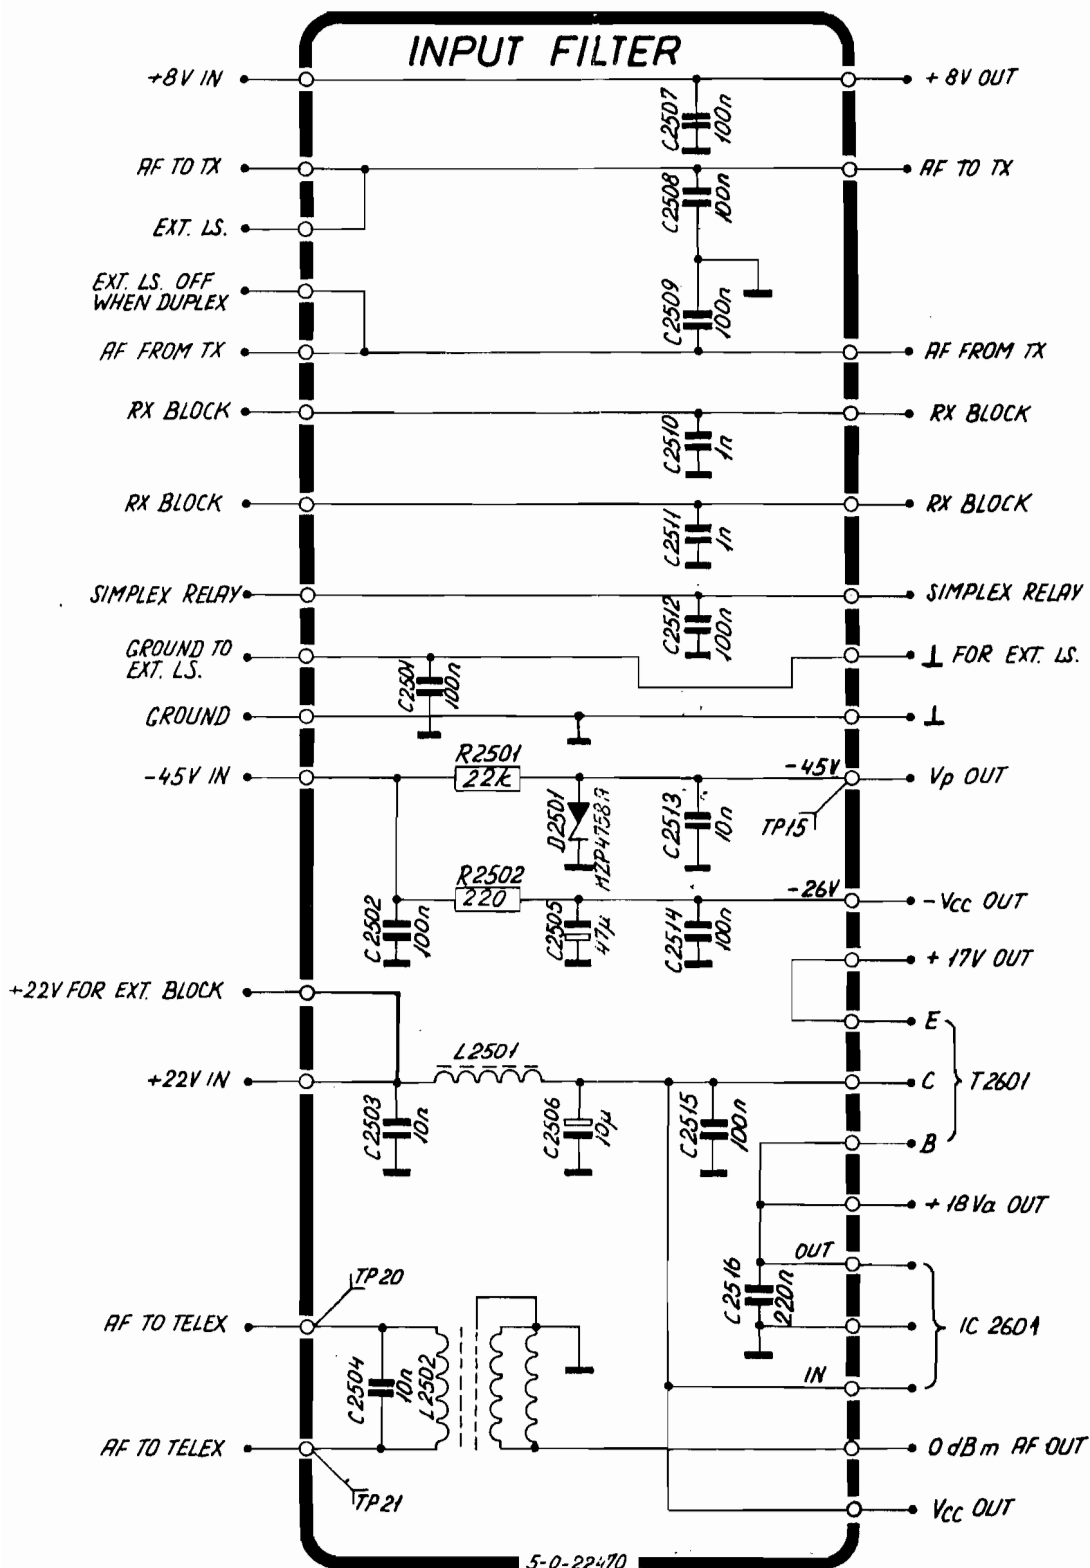 INPUT FILTER
+8V IN
+8V OUT
C2507
100n
AF TO TX
AF TO TX
C2508
100n
EXT. LS.
EXT. LS. OFF
WHEN DUPLEX
C2509
100n
AF FROM TX
AF FROM TX
RX BLOCK
RX BLOCK
C2510
1n
RX BLOCK
RX BLOCK
C2511
1n
SIMPLEX RELAY
SIMPLEX RELAY
C2512
100n
GROUND TO
EXT. LS.
⊥ FOR EXT. LS.
C2501
100n
GROUND
⊥
R2501
22k
-45V IN
-45V
Vp OUT
TP15
D2501
MZP4758A
C2513
10n
R2502
220
-26V
-Vcc OUT
C2502
100n
C2505
47µ
C2514
100n
+17V OUT
+22V FOR EXT. BLOCK
E
L2501
+22V IN
C
T2601
C2503
10n
C2506
10µ
C2515
100n
B
+18Va OUT
OUT
C2516
220n
TP20
AF TO TELEX
IC 2601
C2504
10n
L2502
IN
AF TO TELEX
0 dBm AF OUT
TP21
Vcc OUT
5-0-22470